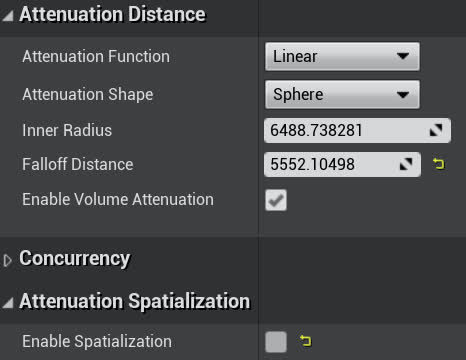 Attenuation Distance
Attenuation Function Linear
Attenuation Shape Sphere
Inner Radius 6488.738281
Falloff Distance 5552.10498
Enable Volume Attenuation
Concurrency
Attenuation Spatialization
Enable Spatialization